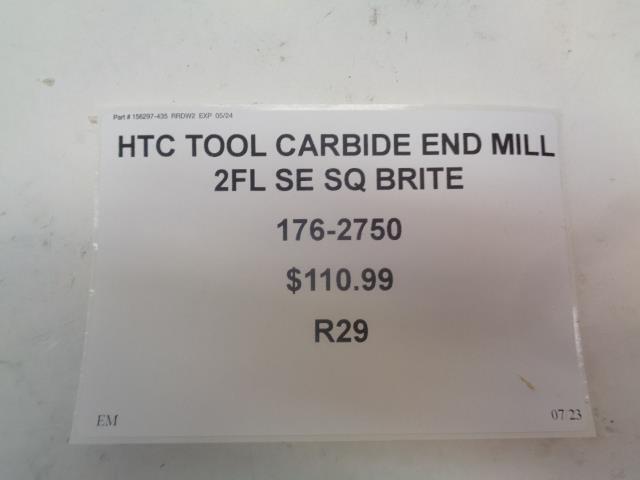 Part # 156297-435 RRDW2 EXP 05/24
HTC TOOL CARBIDE END MILL
2FL SE SQ BRITE
176-2750
$110.99
R29
EM
07/23